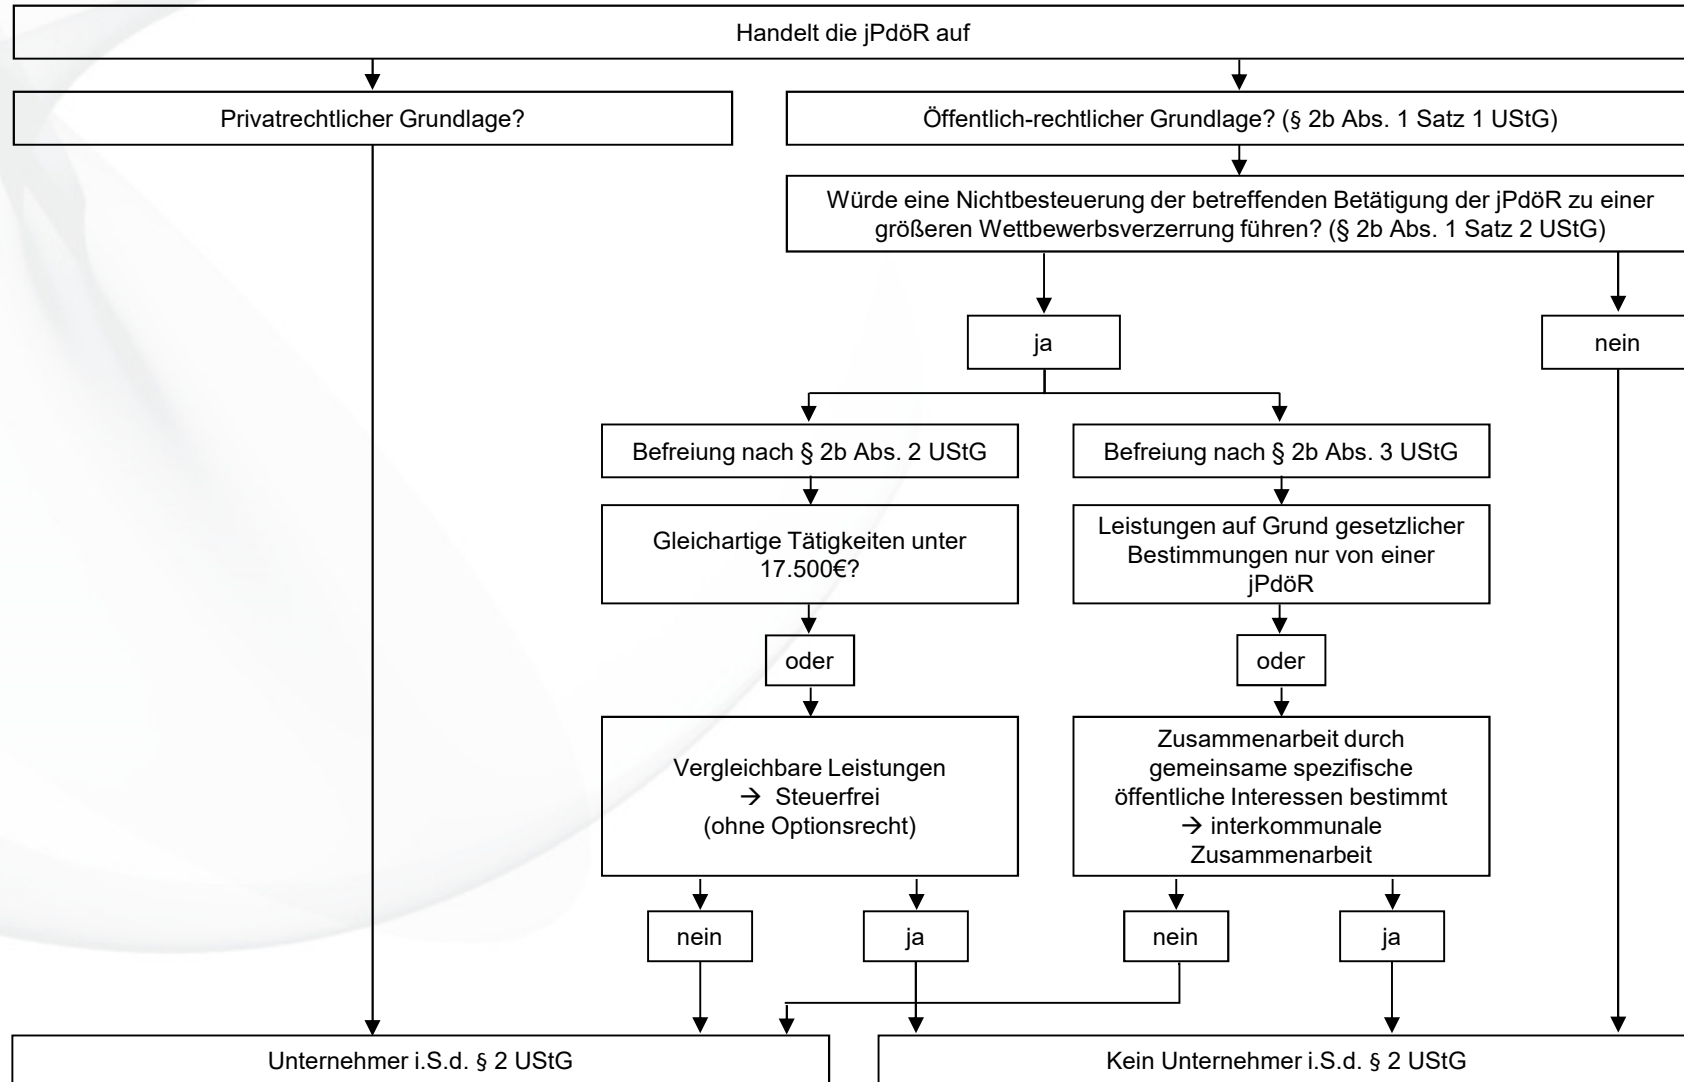 Handelt die jPdöR auf
Privatrechtlicher Grundlage?
Öffentlich-rechtlicher Grundlage? (§ 2b Abs. 1 Satz 1 UStG)
Würde eine Nichtbesteuerung der betreffenden Betätigung der jPdöR zu einer
größeren Wettbewerbsverzerrung führen? (§ 2b Abs. 1 Satz 2 UStG)
ja
nein
Befreiung nach § 2b Abs. 2 UStG
Befreiung nach § 2b Abs. 3 UStG
Gleichartige Tätigkeiten unter
17.500€?
Leistungen auf Grund gesetzlicher
Bestimmungen nur von einer
jPdöR
oder
oder
Vergleichbare Leistungen
→ Steuerfrei
(ohne Optionsrecht)
Zusammenarbeit durch
gemeinsame spezifische
öffentliche Interessen bestimmt
→ interkommunale
Zusammenarbeit
nein
ja
nein
ja
Unternehmer i.S.d. § 2 UStG
Kein Unternehmer i.S.d. § 2 UStG